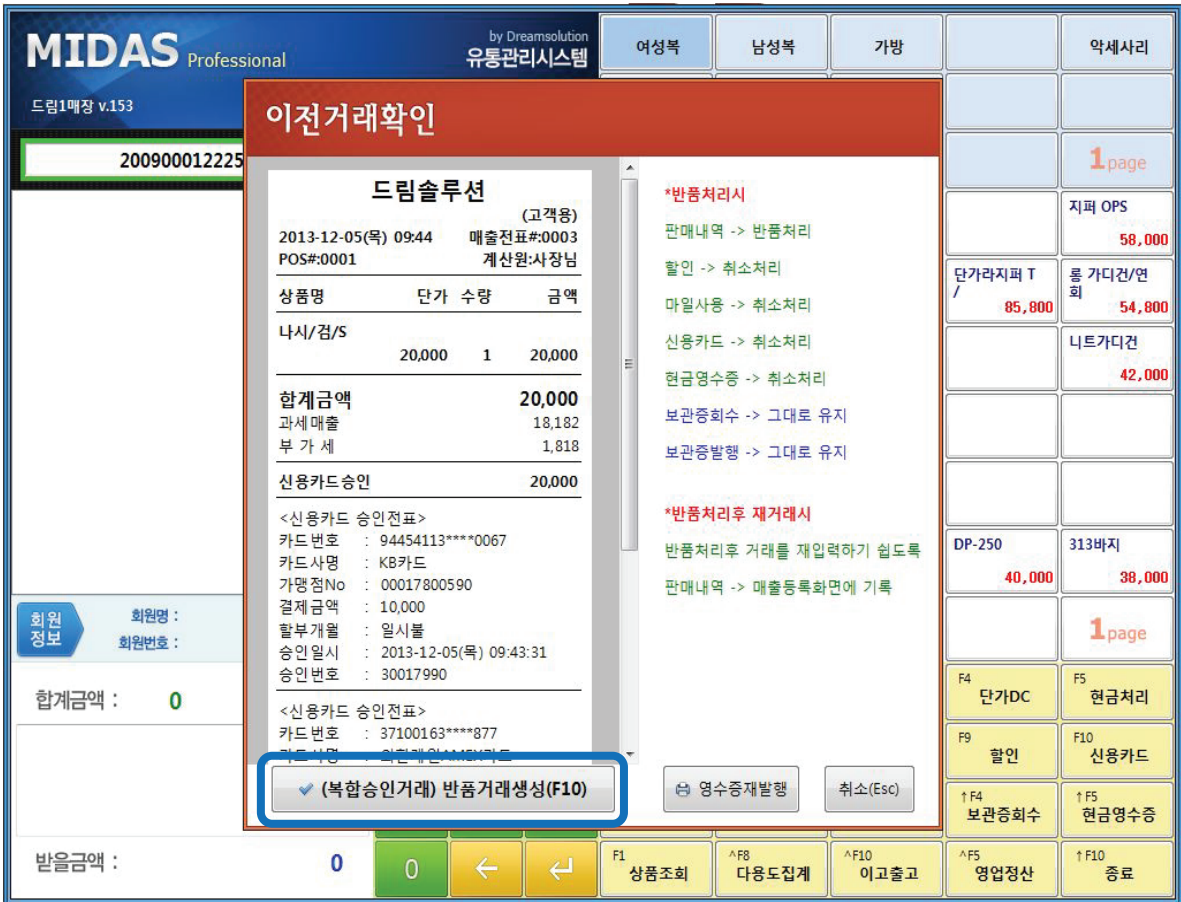 MIDAS Professional
by Dreamsolution
유통관리시스템
드림1매장 v.153
200900012225
여성복
남성복
가방
악세사리
1page
지퍼 OPS
58,000
단가라지퍼 T
/
85,800
롱 가디건/연
회
54,800
니트가디건
42,000
DP-250
40,000
313바지
38,000
1page
이전거래확인
드림솔루션
(고객용)
2013-12-05(목) 09:44 매출전표#:0003
POS#:0001 계산원:사장님
상품명 단가 수량 금액
나시/검/S
20,000 1 20,000
합계금액 20,000
과세매출 18,182
부 가 세 1,818
신용카드승인 20,000
<신용카드 승인전표>
카드번호 : 94454113****0067
카드사명 : KB카드
가맹점No : 00017800590
결제금액 : 10,000
할부개월 : 일시불
승인일시 : 2013-12-05(목) 09:43:31
승인번호 : 30017990
<신용카드 승인전표>
카드번호 : 37100163****877
*반품처리시
판매내역 -> 반품처리
할인 -> 취소처리
마일사용 -> 취소처리
신용카드 -> 취소처리
현금영수증 -> 취소처리
보관증회수 -> 그대로 유지
보관증발행 -> 그대로 유지
*반품처리후 재거래시
반품처리후 거래를 재입력하기 쉽도록
판매내역 -> 매출등록화면에 기록
(복합승인거래) 반품거래생성(F10)
영수증재발행
취소(Esc)
회원
정보
회원명 :
회원번호 :
합계금액 : 0
받을금액 : 0
0
F4
단가DC
F5
현금처리
F9
할인
F10
신용카드
↑F4
보관증회수
↑F5
현금영수증
F1
상품조회
^F8
다용도집계
^F10
이고출고
^F5
영업정산
↑F10
종료